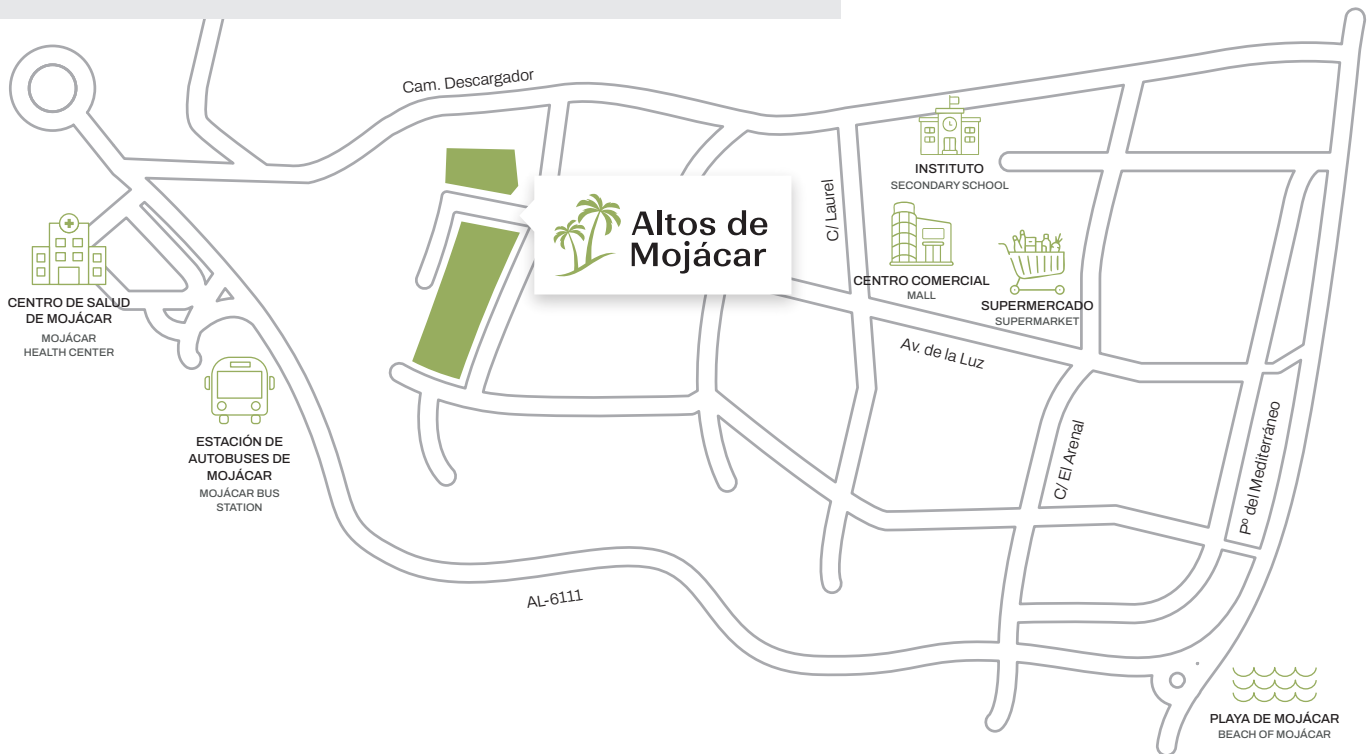 Cam. Descargador
INSTITUTO
SECONDARY SCHOOL
C/ Laurel
Altos de
Mojácar
CENTRO COMERCIAL
MALL
SUPERMERCADO
SUPERMARKET
CENTRO DE SALUD
DE MOJÁCAR
MOJÁCAR
HEALTH CENTER
Av. de la Luz
ESTACIÓN DE
AUTOBUSES DE
MOJÁCAR
MOJÁCAR BUS
STATION
C/ El Arenal
Pº del Mediterráneo
AL-6111
PLAYA DE MOJÁCAR
BEACH OF MOJÁCAR